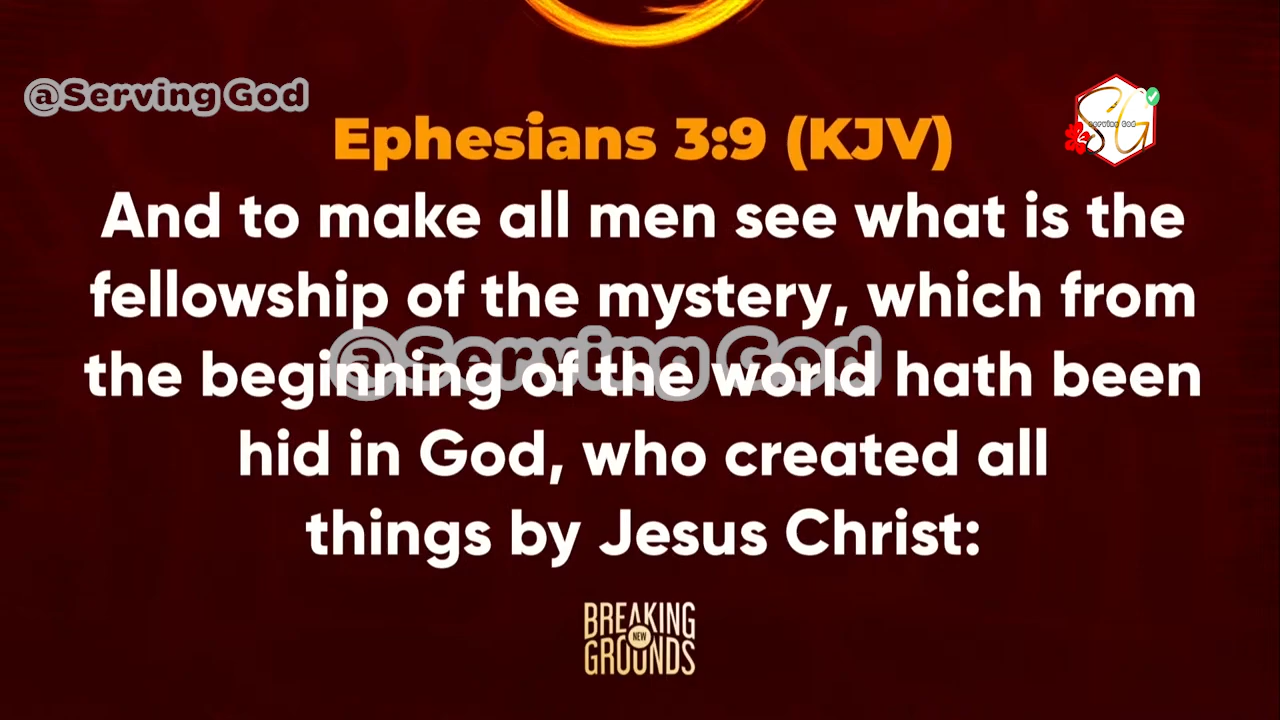 @Serving God
Serving God
Ephesians 3:9 (KJV)
And to make all men see what is the
fellowship of the mystery, which from
the beginning of the world hath been
@Serving God
hid in God, who created all
things by Jesus Christ:
BREAKING
NEW
GROUNDS